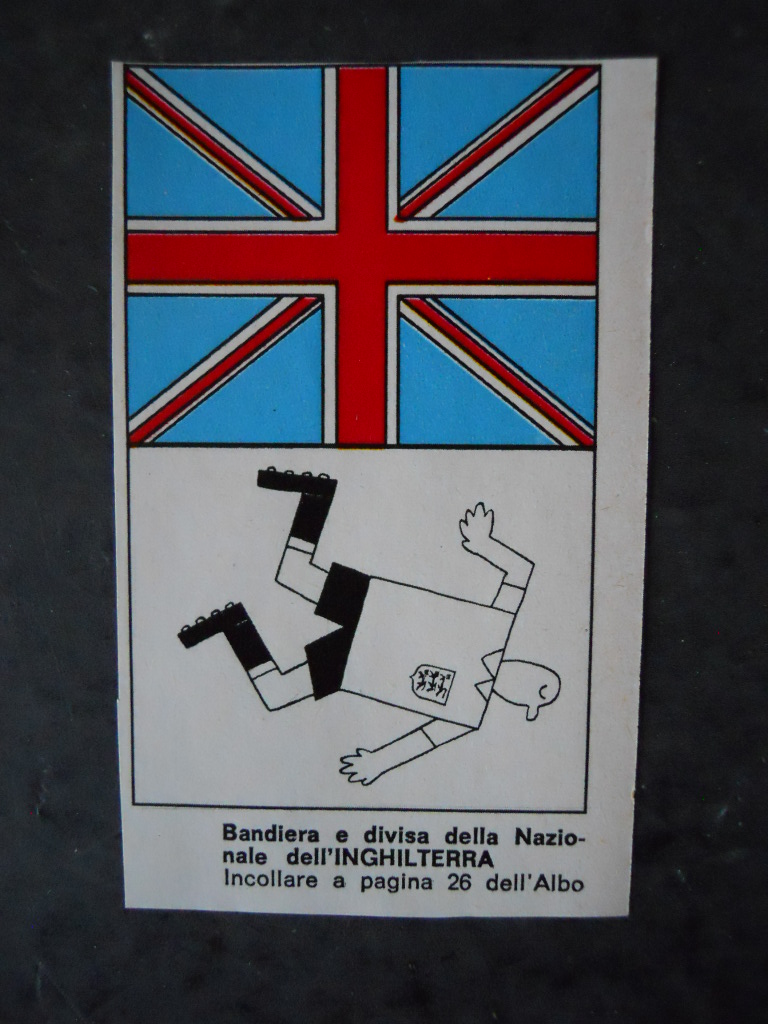 Bandiera e divisa della Nazio-
nale dell'INGHILTERRA
Incollare a pagina 26 dell'Albo